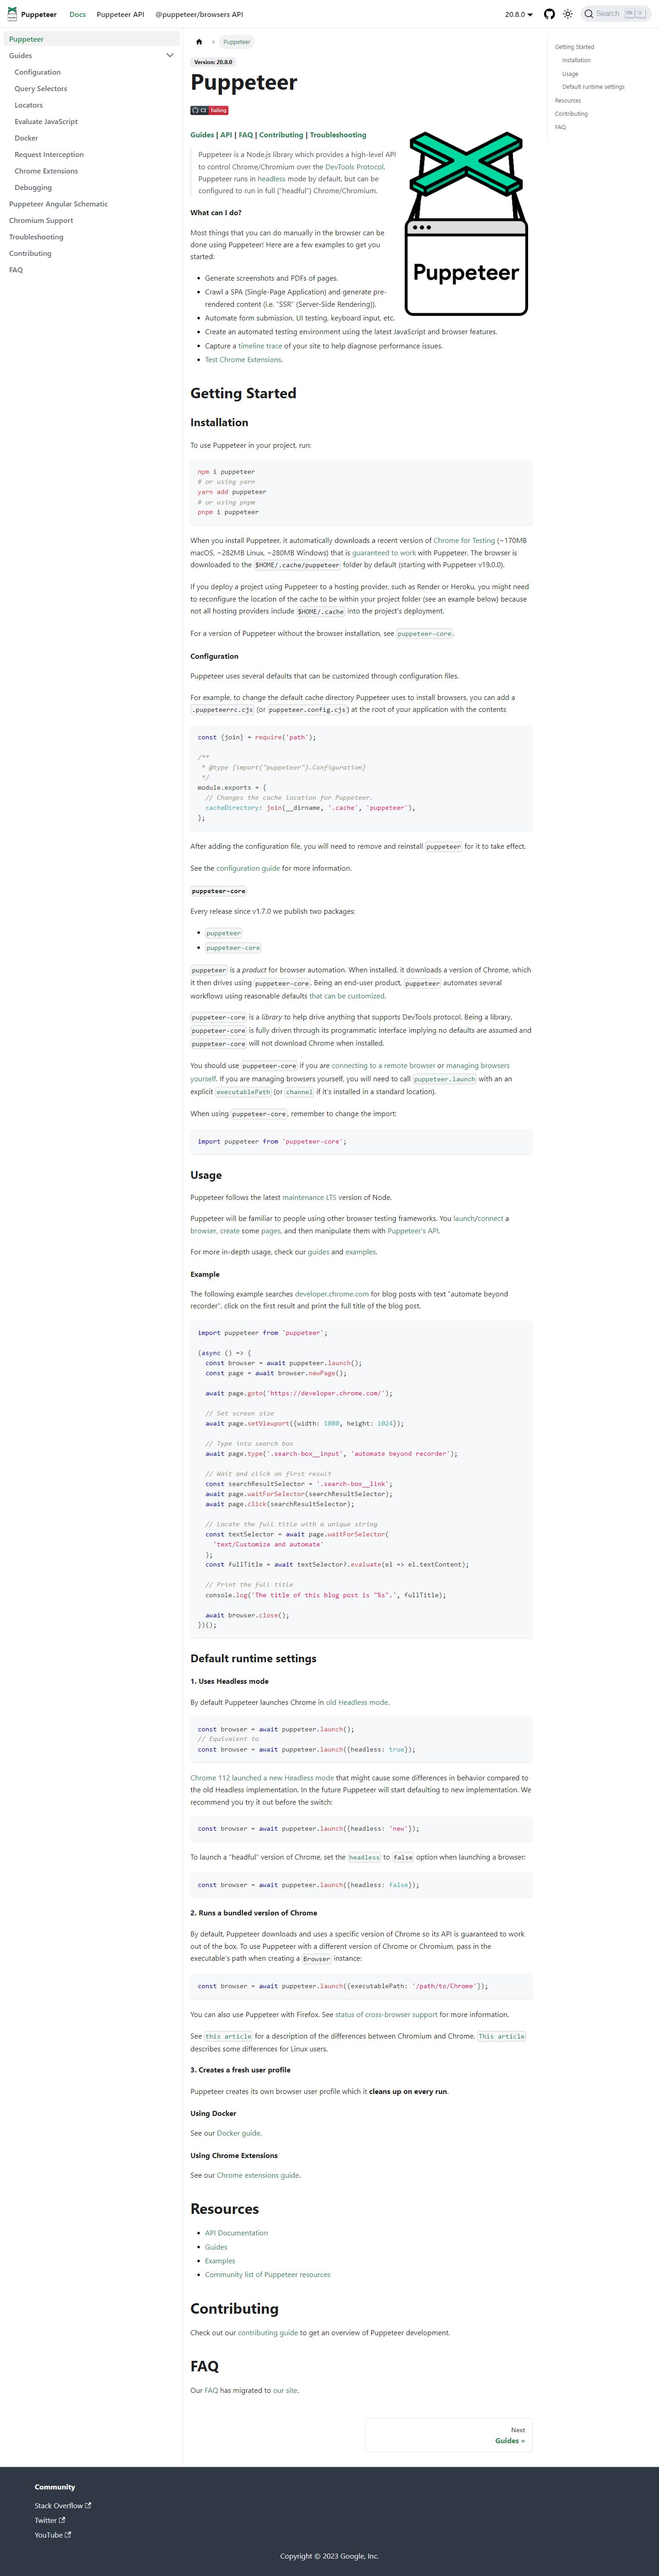 Puppeteer
Docs
Puppeteer API
@puppeteer/browsers API
20.8.0
Search
Puppeteer
Guides
Configuration
Query Selectors
Locators
Evaluate JavaScript
Docker
Request Interception
Chrome Extensions
Debugging
Puppeteer Angular Schematic
Chromium Support
Troubleshooting
Contributing
FAQ
Puppeteer
Version: 20.8.0
Puppeteer
CI failing
Guides | API | FAQ | Contributing | Troubleshooting
Puppeteer is a Node.js library which provides a high-level API
to control Chrome/Chromium over the DevTools Protocol.
Puppeteer runs in headless mode by default, but can be
configured to run in full ("headful") Chrome/Chromium.
Puppeteer
What can I do?
Most things that you can do manually in the browser can be
done using Puppeteer! Here are a few examples to get you
started:
Generate screenshots and PDFs of pages.
Crawl a SPA (Single-Page Application) and generate pre-
rendered content (i.e. "SSR" (Server-Side Rendering)).
Automate form submission, UI testing, keyboard input, etc.
Create an automated testing environment using the latest JavaScript and browser features.
Capture a timeline trace of your site to help diagnose performance issues.
Test Chrome Extensions.
Getting Started
Installation
To use Puppeteer in your project, run:
npm i puppeteer
# or using yarn
yarn add puppeteer
# or using pnpm
pnpm i puppeteer
When you install Puppeteer, it automatically downloads a recent version of Chrome for Testing (~170MB
macOS, ~282MB Linux, ~280MB Windows) that is guaranteed to work with Puppeteer. The browser is
downloaded to the $HOME/.cache/puppeteer folder by default (starting with Puppeteer v19.0.0).
If you deploy a project using Puppeteer to a hosting provider, such as Render or Heroku, you might need
to reconfigure the location of the cache to be within your project folder (see an example below) because
not all hosting providers include $HOME/.cache into the project's deployment.
For a version of Puppeteer without the browser installation, see puppeteer-core.
Configuration
Puppeteer uses several defaults that can be customized through configuration files.
For example, to change the default cache directory Puppeteer uses to install browsers, you can add a
.puppeteerrc.cjs (or puppeteer.config.cjs) at the root of your application with the contents
const {join} = require('path');
/**
 * @type {import("puppeteer").Configuration}
 */
module.exports = {
  // Changes the cache location for Puppeteer.
  cacheDirectory: join(__dirname, '.cache', 'puppeteer'),
};
After adding the configuration file, you will need to remove and reinstall puppeteer for it to take effect.
See the configuration guide for more information.
puppeteer-core
Every release since v1.7.0 we publish two packages:
puppeteer
puppeteer-core
puppeteer is a product for browser automation. When installed, it downloads a version of Chrome, which
it then drives using puppeteer-core. Being an end-user product, puppeteer automates several
workflows using reasonable defaults that can be customized.
puppeteer-core is a library to help drive anything that supports DevTools protocol. Being a library,
puppeteer-core is fully driven through its programmatic interface implying no defaults are assumed and
puppeteer-core will not download Chrome when installed.
You should use puppeteer-core if you are connecting to a remote browser or managing browsers
yourself. If you are managing browsers yourself, you will need to call puppeteer.launch with an an
explicit executablePath (or channel if it's installed in a standard location).
When using puppeteer-core, remember to change the import:
import puppeteer from 'puppeteer-core';
Usage
Puppeteer follows the latest maintenance LTS version of Node.
Puppeteer will be familiar to people using other browser testing frameworks. You launch/connect a
browser, create some pages, and then manipulate them with Puppeteer's API.
For more in-depth usage, check our guides and examples.
Example
The following example searches developer.chrome.com for blog posts with text "automate beyond
recorder", click on the first result and print the full title of the blog post.
import puppeteer from 'puppeteer';
(async () => {
  const browser = await puppeteer.launch();
  const page = await browser.newPage();
  await page.goto('https://developer.chrome.com/');
  // Set screen size
  await page.setViewport({width: 1080, height: 1024});
  // Type into search box
  await page.type('.search-box__input', 'automate beyond recorder');
  // Wait and click on first result
  const searchResultSelector = '.search-box__link';
  await page.waitForSelector(searchResultSelector);
  await page.click(searchResultSelector);
  // Locate the full title with a unique string
  const textSelector = await page.waitForSelector(
    'text/Customize and automate'
  );
  const fullTitle = await textSelector?.evaluate(el => el.textContent);
  // Print the full title
  console.log('The title of this blog post is "%s".', fullTitle);
  await browser.close();
})();
Default runtime settings
1. Uses Headless mode
By default Puppeteer launches Chrome in old Headless mode.
const browser = await puppeteer.launch();
// Equivalent to
const browser = await puppeteer.launch({headless: true});
Chrome 112 launched a new Headless mode that might cause some differences in behavior compared to
the old Headless implementation. In the future Puppeteer will start defaulting to new implementation. We
recommend you try it out before the switch:
const browser = await puppeteer.launch({headless: 'new'});
To launch a "headful" version of Chrome, set the headless to false option when launching a browser:
const browser = await puppeteer.launch({headless: false});
2. Runs a bundled version of Chrome
By default, Puppeteer downloads and uses a specific version of Chrome so its API is guaranteed to work
out of the box. To use Puppeteer with a different version of Chrome or Chromium, pass in the
executable's path when creating a Browser instance:
const browser = await puppeteer.launch({executablePath: '/path/to/Chrome'});
You can also use Puppeteer with Firefox. See status of cross-browser support for more information.
See this article for a description of the differences between Chromium and Chrome. This article
describes some differences for Linux users.
3. Creates a fresh user profile
Puppeteer creates its own browser user profile which it cleans up on every run.
Using Docker
See our Docker guide.
Using Chrome Extensions
See our Chrome extensions guide.
Resources
API Documentation
Guides
Examples
Community list of Puppeteer resources
Contributing
Check out our contributing guide to get an overview of Puppeteer development.
FAQ
Our FAQ has migrated to our site.
Next
Guides »
Getting Started
Installation
Usage
Default runtime settings
Resources
Contributing
FAQ
Community
Stack Overflow
Twitter
YouTube
Copyright © 2023 Google, Inc.